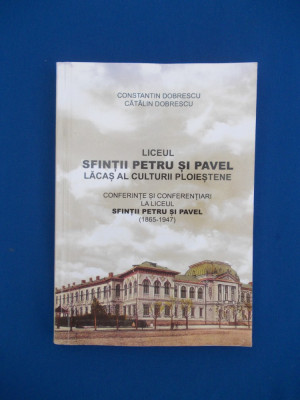 CONSTANTIN DOBRESCU
CĂTĂLIN DOBRESCU
LICEUL
SFINȚII PETRU ȘI PAVEL
LĂCAȘ AL CULTURII PLOIEȘTENE
CONFERINȚE SI CONFERENȚIARI
LA LICEUL
SFINȚII PETRU ȘI PAVEL
(1865-1947)